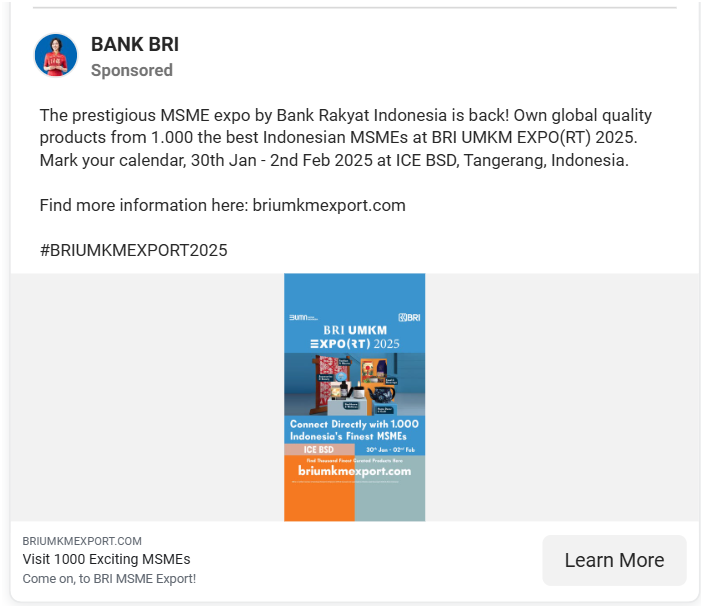 BANK BRI
Sponsored
The prestigious MSME expo by Bank Rakyat Indonesia is back! Own global quality
products from 1.000 the best Indonesian MSMEs at BRI UMKM EXPO(RT) 2025.
Mark your calendar, 30th Jan - 2nd Feb 2025 at ICE BSD, Tangerang, Indonesia.
Find more information here: briumkmexport.com
#BRIUMKMEXPORT2025
BUMN
BRI
BRI UMKM
EXPO(RT) 2025
Connect Directly with 1.000
Indonesia's Finest MSMEs
ICE BSD
30th Jan - 02nd Feb
Find Thousand Finest Curated Products Here
briumkmexport.com
BRIUMKMEXPORT.COM
Visit 1000 Exciting MSMEs
Come on, to BRI MSME Export!
Learn More